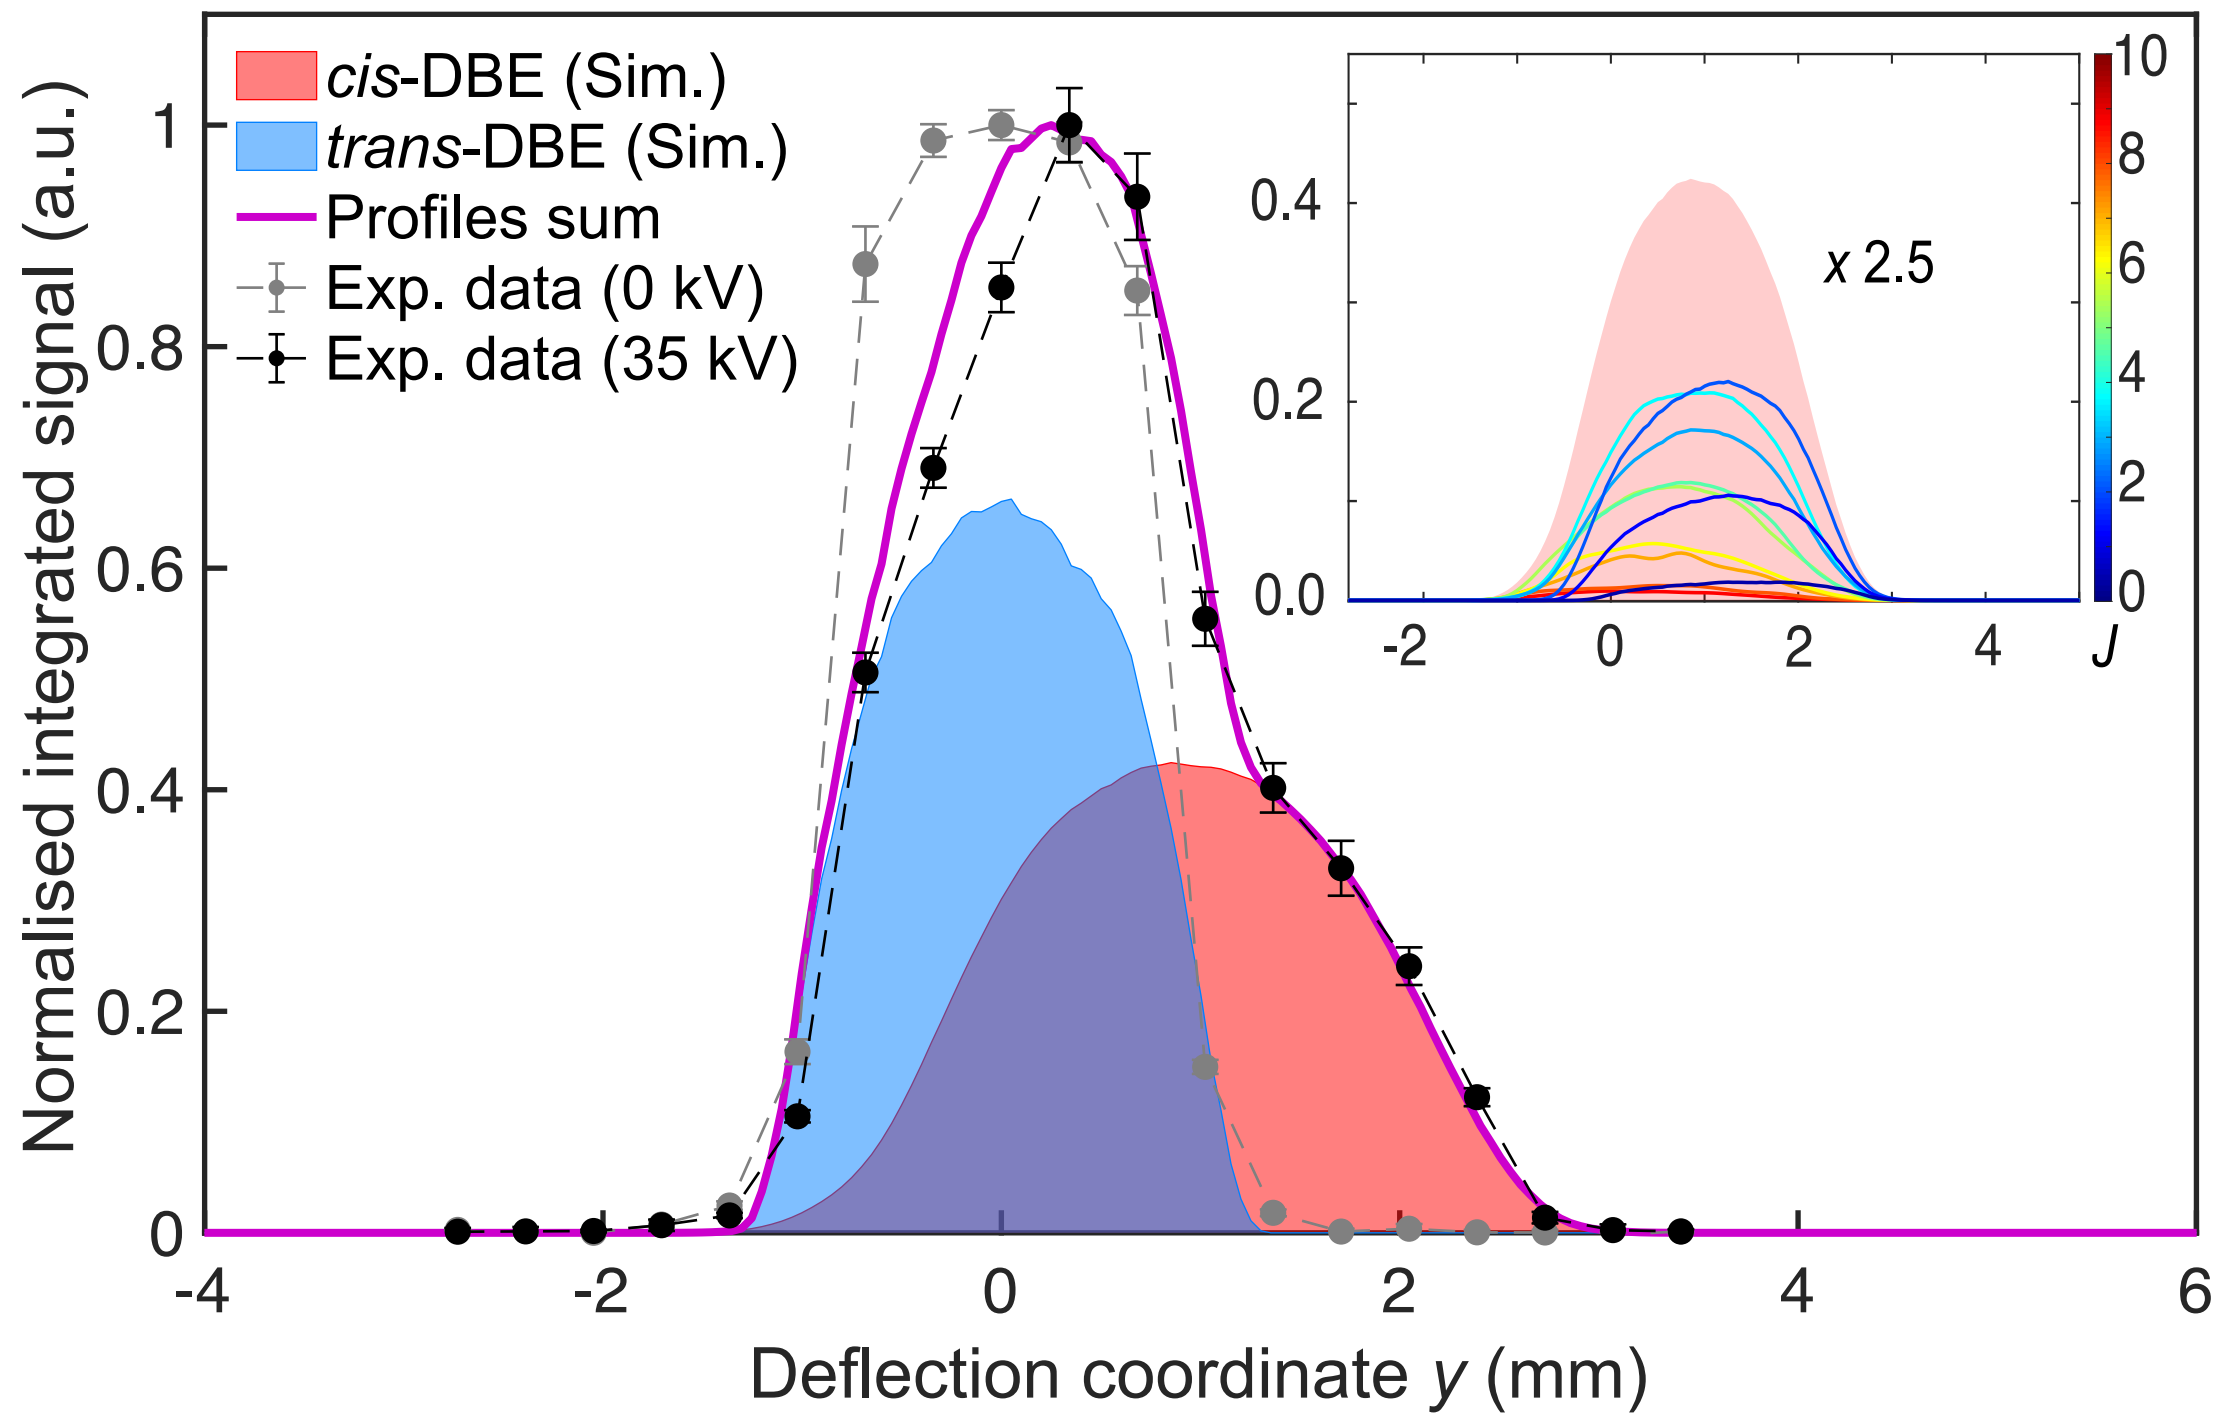 Normalised integrated signal (a.u.)
1
0.8
0.6
0.4
0.2
0
cis-DBE (Sim.)
trans-DBE (Sim.)
Profiles sum
Exp. data (0 kV)
Exp. data (35 kV)
0.4
0.2
0.0
x 2.5
-2 0 2 4 J
10
8
6
4
2
0
-4 -2 0 2 4 6
Deflection coordinate y (mm)